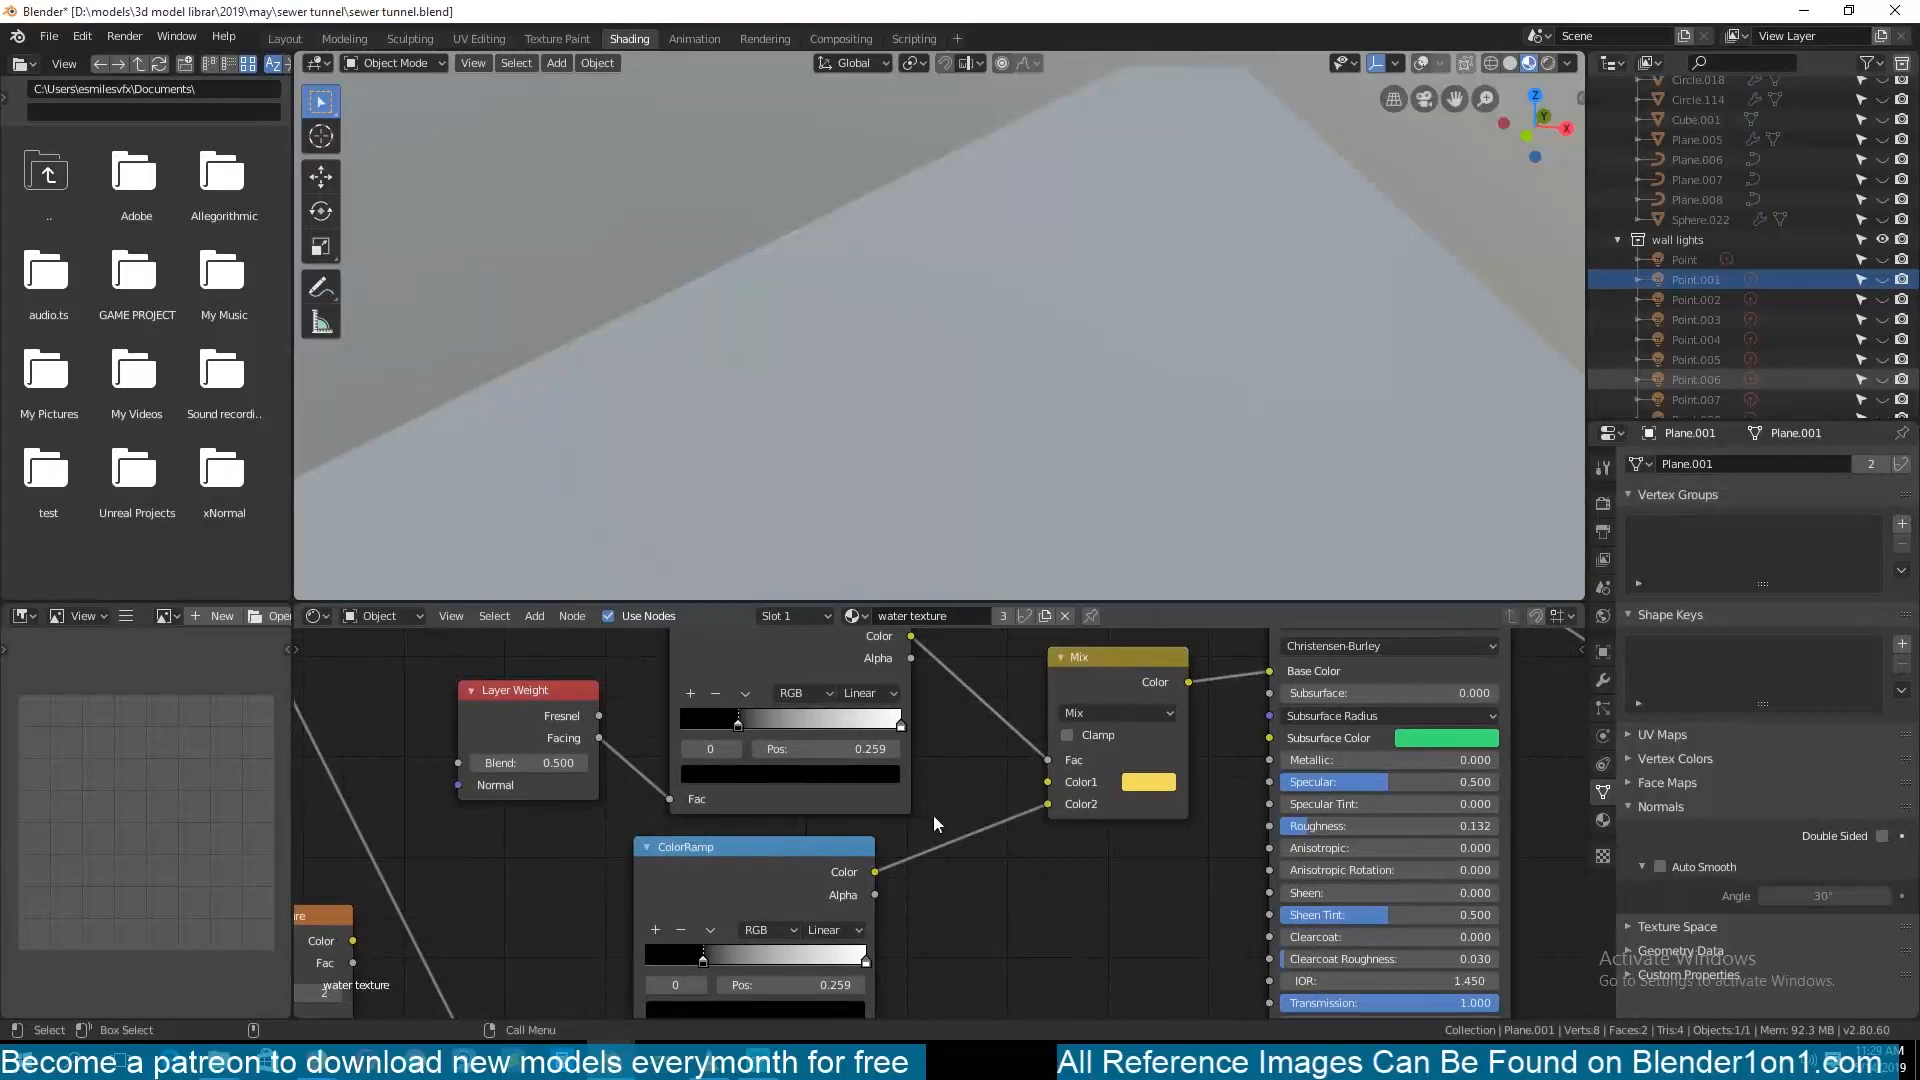 Blender* [D:\models\3d model librar\2019\may\sewer tunnel\sewer tunnel.blend]
File Edit Render Window Help
Layout Modeling Sculpting UV Editing Texture Paint Shading Animation Rendering Compositing Scripting +
Scene
View Layer
View
C:\Users\esmilesvfx\Documents\
..
Adobe
Allegorithmic
audio.ts
GAME PROJECT
My Music
My Pictures
My Videos
Sound recordi..
test
Unreal Projects
xNormal
Object Mode View Select Add Object
Global
Z
Y
X
Circle.018
Circle.114
Cube.001
Plane.005
Plane.006
Plane.007
Plane.008
Sphere.022
wall lights
Point
Point.001
Point.002
Point.003
Point.004
Point.005
Point.006
Point.007
Plane.001 Plane.001
Plane.001 2
Vertex Groups
Shape Keys
UV Maps
Vertex Colors
Face Maps
Normals
Double Sided
Auto Smooth
Angle 30°
Texture Space
Geometry Data
Custom Properties
Activate Windows
Go to Settings to activate Windows.
View
New
Open
Object View Select Add Node Use Nodes Slot 1 water texture 3
Layer Weight
Fresnel
Facing
Blend: 0.500
Normal
Color
Alpha
RGB Linear
0 Pos: 0.259
Fac
ColorRamp
Color
Alpha
RGB Linear
0 Pos: 0.259
Color
Fac
2
water texture
Mix
Color
Mix
Clamp
Fac
Color1
Color2
Christensen-Burley
Base Color
Subsurface: 0.000
Subsurface Radius
Subsurface Color
Metallic: 0.000
Specular: 0.500
Specular Tint: 0.000
Roughness: 0.132
Anisotropic: 0.000
Anisotropic Rotation: 0.000
Sheen: 0.000
Sheen Tint: 0.500
Clearcoat: 0.000
Clearcoat Roughness: 0.030
IOR: 1.450
Transmission: 1.000
Select Box Select Call Menu
Collection | Plane.001 | Verts:8 | Faces:2 | Tris:4 | Objects:1/1 | Mem: 92.3 MB | v2.80.60
Become a patreon to download new models everymonth for free
All Reference Images Can Be Found on Blender1on1.com